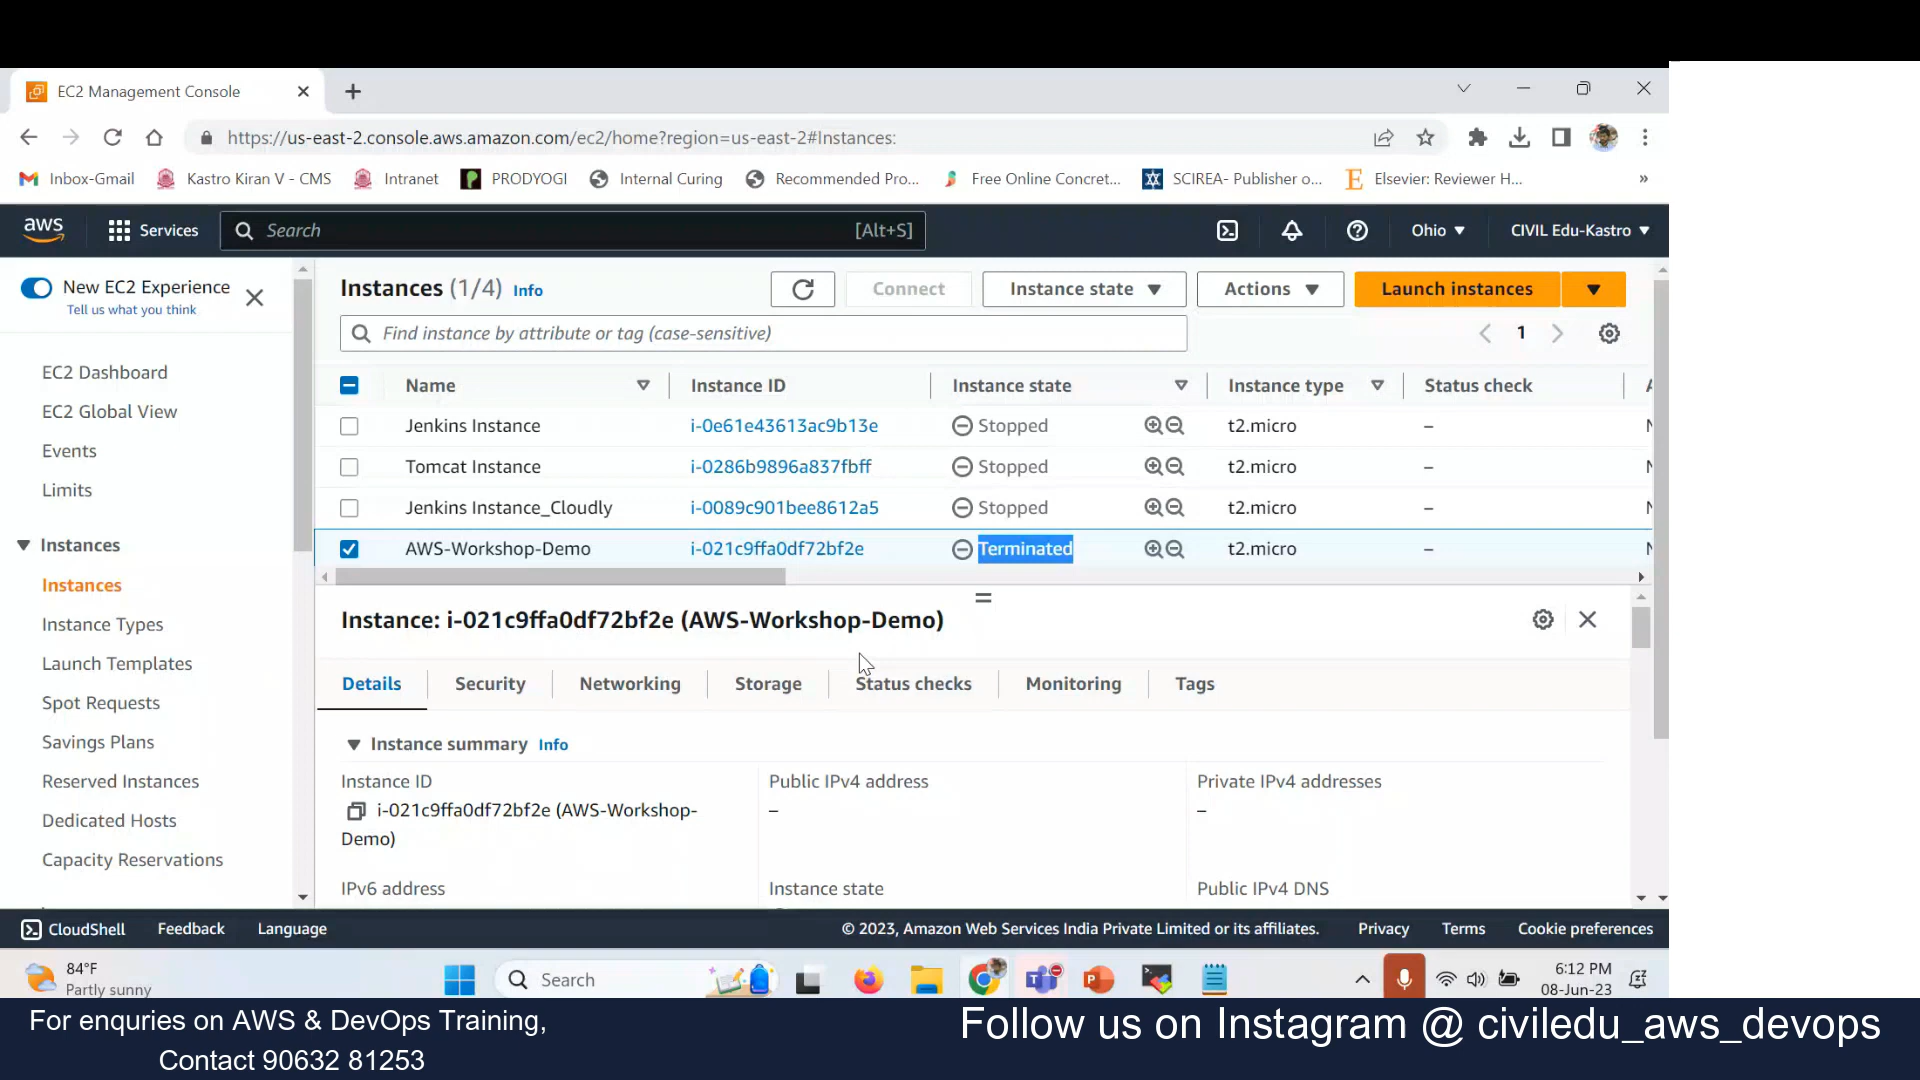 EC2 Management Console
https://us-east-2.console.aws.amazon.com/ec2/home?region=us-east-2#Instances:
Inbox-Gmail Kastro Kiran V - CMS Intranet PRODYOGI Internal Curing Recommended Pro... Free Online Concret... SCIREA- Publisher o... Elsevier: Reviewer H... »
aws Services Search [Alt+S] Ohio CIVIL Edu-Kastro
New EC2 Experience
Tell us what you think
EC2 Dashboard
EC2 Global View
Events
Limits
Instances
Instances
Instance Types
Launch Templates
Spot Requests
Savings Plans
Reserved Instances
Dedicated Hosts
Capacity Reservations
Instances (1/4) Info Connect Instance state Actions Launch instances
Find instance by attribute or tag (case-sensitive) 1
Name Instance ID Instance state Instance type Status check
Jenkins Instance i-0e61e43613ac9b13e Stopped t2.micro –
Tomcat Instance i-0286b9896a837fbff Stopped t2.micro –
Jenkins Instance_Cloudly i-0089c901bee8612a5 Stopped t2.micro –
AWS-Workshop-Demo i-021c9ffa0df72bf2e Terminated t2.micro –
Instance: i-021c9ffa0df72bf2e (AWS-Workshop-Demo)
Details Security Networking Storage Status checks Monitoring Tags
Instance summary Info
Instance ID Public IPv4 address Private IPv4 addresses
i-021c9ffa0df72bf2e (AWS-Workshop- – –
Demo)
IPv6 address Instance state Public IPv4 DNS
CloudShell Feedback Language © 2023, Amazon Web Services India Private Limited or its affiliates. Privacy Terms Cookie preferences
84°F
Partly sunny
Search
6:12 PM
08-Jun-23
For enquries on AWS & DevOps Training,
Contact 90632 81253
Follow us on Instagram @ civiledu_aws_devops